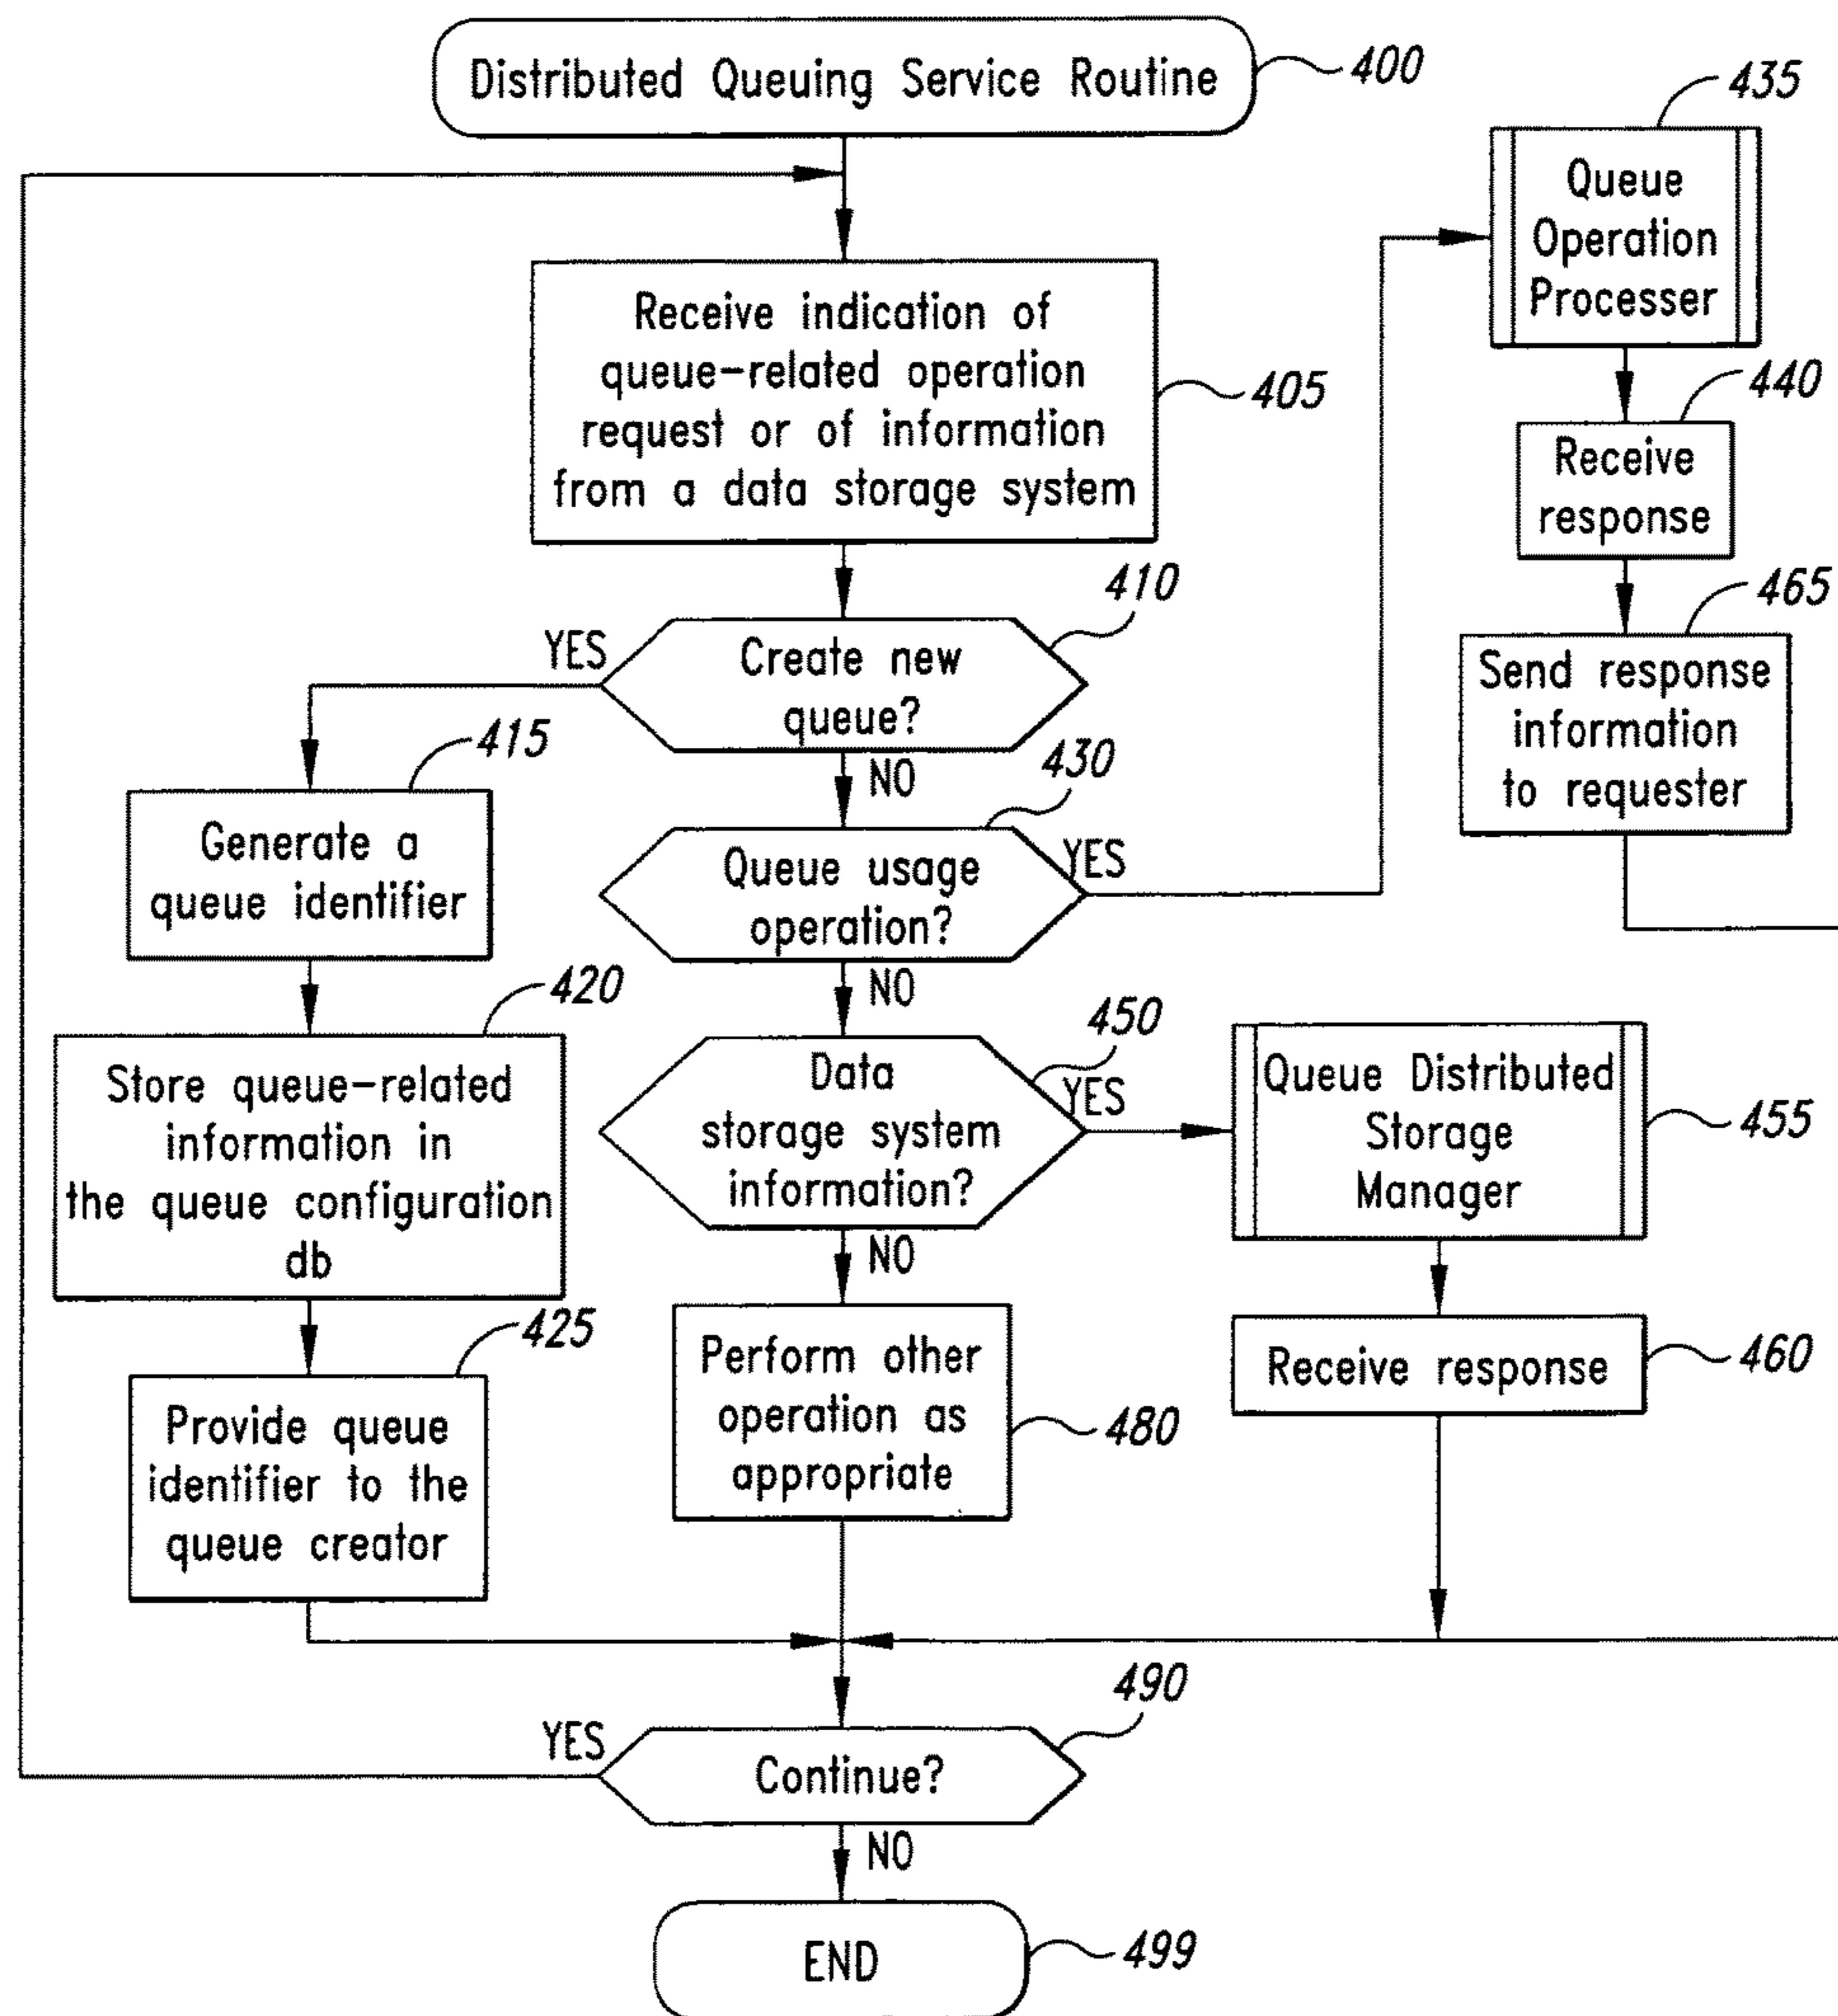 Distributed Queuing Service Routine
400
435
Queue
Operation
Processer
Receive indication of
queue-related operation
request or of information
from a data storage system
405
440
Receive
response
410
YES
Create new
queue?
NO
465
Send response
information
to requester
415
Generate a
queue identifier
430
Queue usage
operation?
YES
NO
420
Store queue-related
information in
the queue configuration
db
450
Data
storage system
information?
YES
NO
Queue Distributed
Storage
Manager
455
425
Provide queue
identifier to the
queue creator
Perform other
operation as
appropriate
480
Receive response
460
490
YES
Continue?
NO
END
499